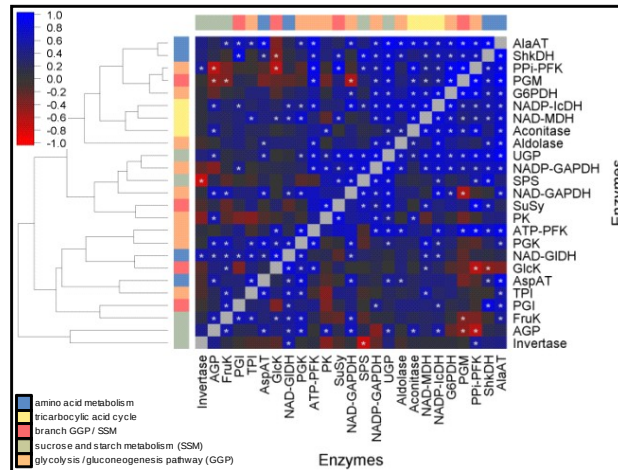 1.0
0.8
0.6
0.4
0.2
0.0
-0.2
-0.4
-0.6
-0.8
-1.0
AlaAT
ShkDH
PPi-PFK
PGM
G6PDH
NADP-IcDH
NAD-MDH
Aconitase
Aldolase
UGP
NADP-GAPDH
SPS
NAD-GAPDH
SuSy
PK
ATP-PFK
PGK
NAD-GlDH
GlcK
AspAT
TPI
PGI
FruK
AGP
Invertase
Enzymes
Invertase
AGP
FruK
PGI
TPI
AspAT
GlcK
NAD-GlDH
PGK
ATP-PFK
PK
SuSy
NAD-GAPDH
SPS
NADP-GAPDH
UGP
Aldolase
Aconitase
NAD-MDH
NADP-IcDH
G6PDH
PGM
PPi-PFK
ShkDH
AlaAT
Enzymes
Enzymes
amino acid metabolism
tricarbocylic acid cycle
branch GGP / SSM
sucrose and starch metabolism (SSM)
glycolysis / gluconeogenesis pathway (GGP)